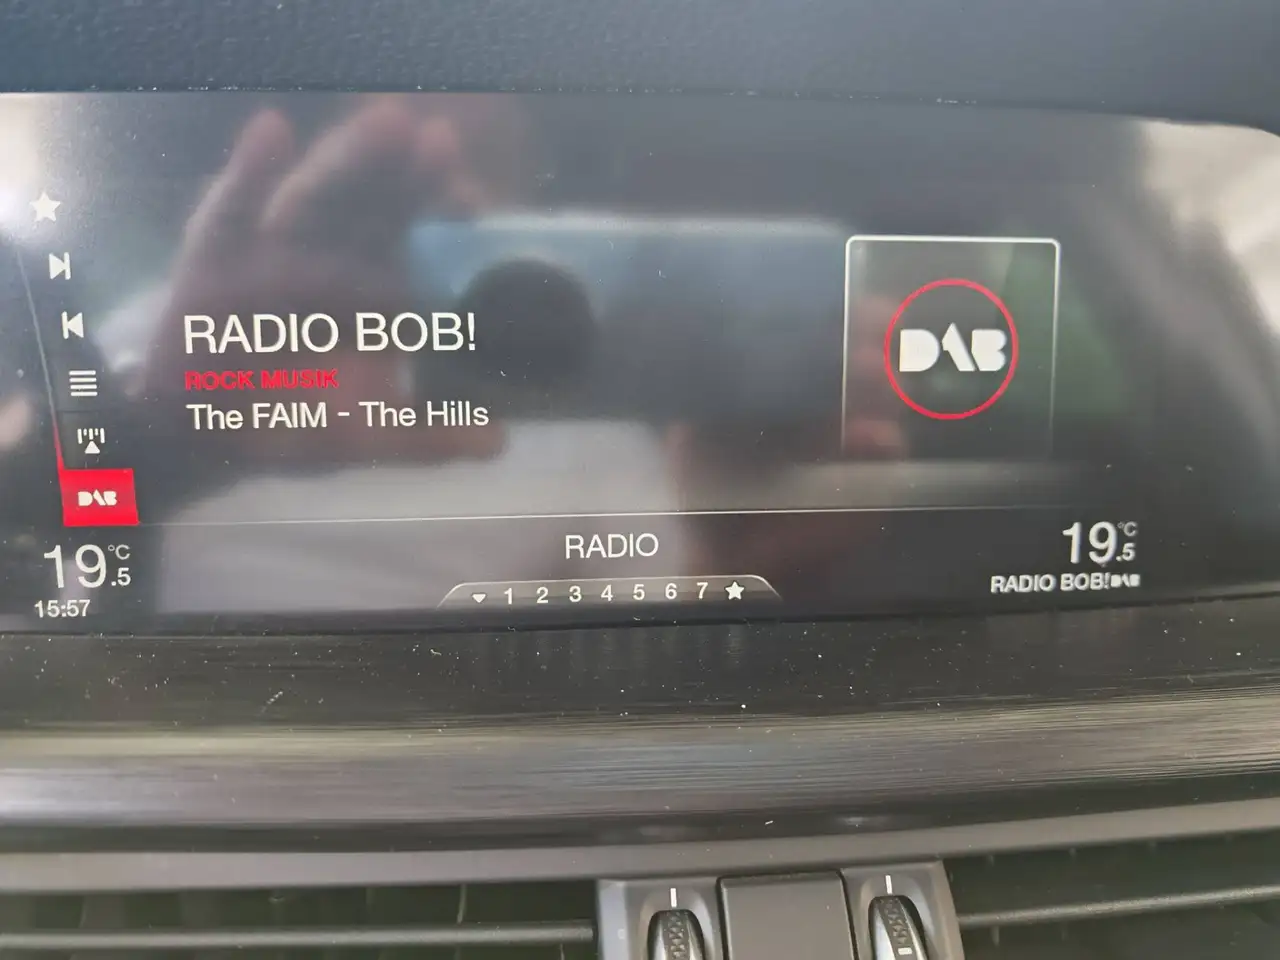 RADIO BOB!
ROCK MUSIK
The FAIM - The Hills
DAB
DAB
RADIO
19.5°C
15:57
1 2 3 4 5 6 7
19.5°C
RADIO BOB! DAB